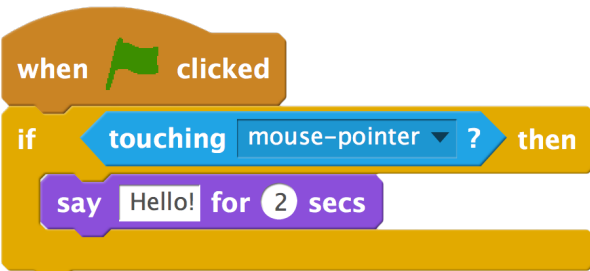 when clicked
if touching mouse-pointer ? then
say Hello! for 2 secs